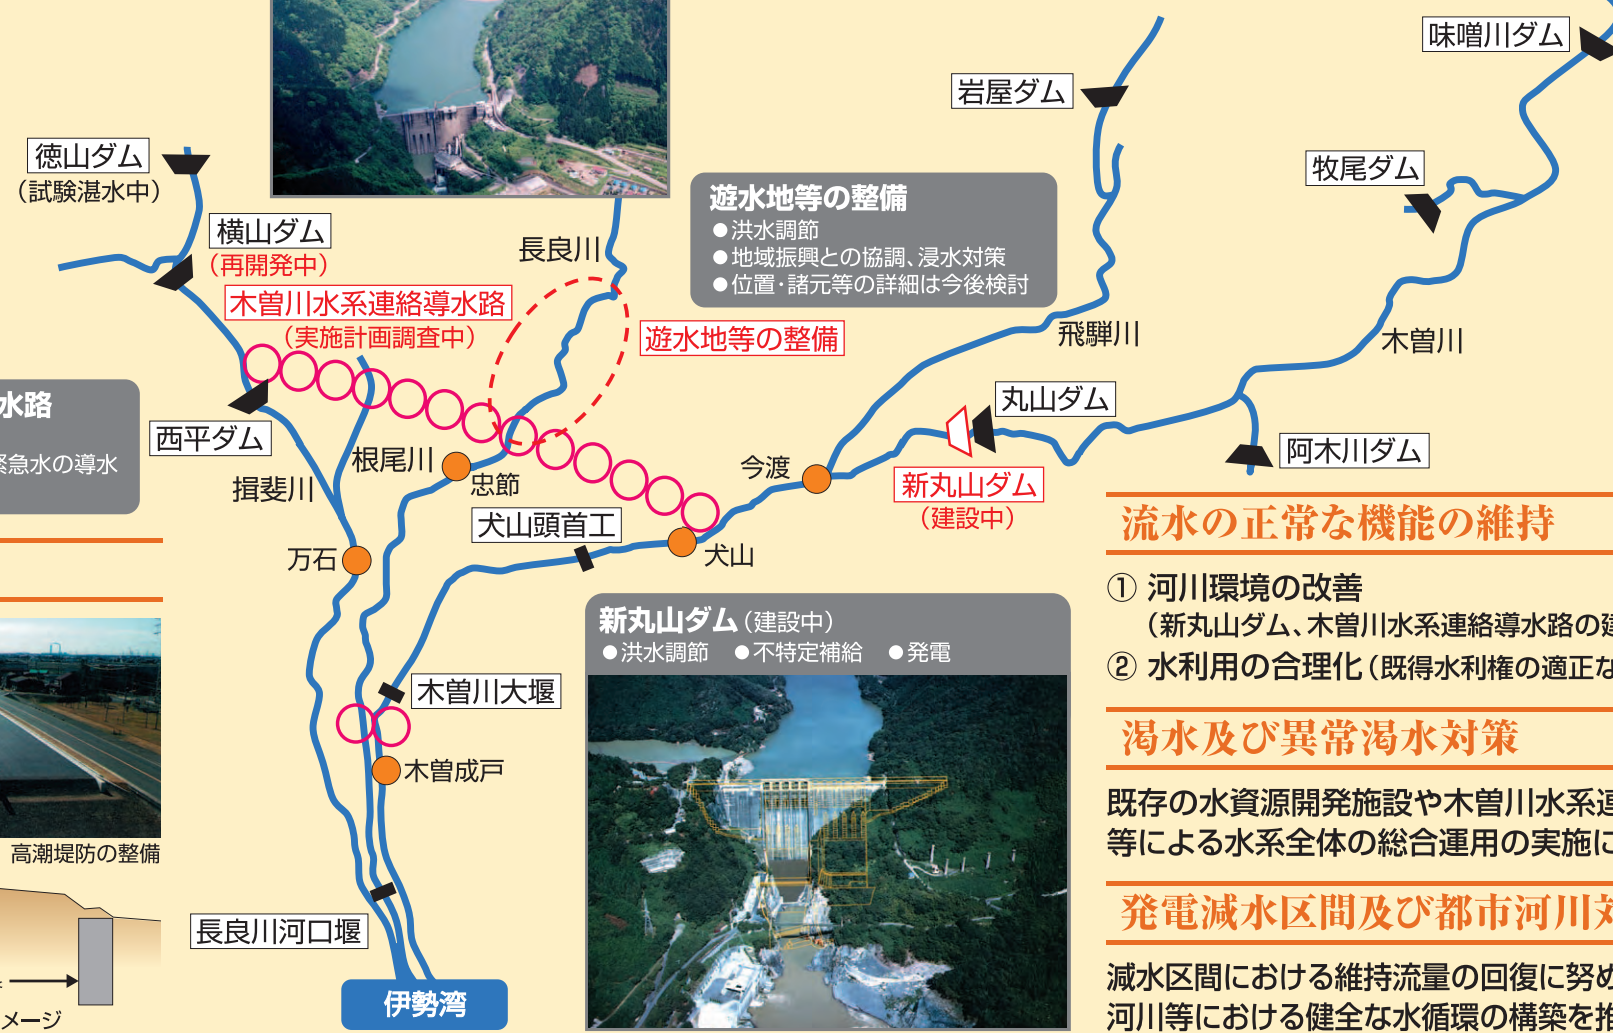 味噌川ダム
岩屋ダム
徳山ダム
（試験湛水中）
牧尾ダム
遊水地等の整備
●洪水調節
●地域振興との協調、浸水対策
●位置・諸元等の詳細は今後検討
横山ダム
（再開発中）
長良川
木曽川水系連絡導水路
（実施計画調査中）
遊水地等の整備
飛騨川
木曽川
水路
緊急水の導水
丸山ダム
西平ダム
阿木川ダム
根尾川
今渡
忠節
揖斐川
新丸山ダム
（建設中）
犬山頭首工
万石
犬山
流水の正常な機能の維持
① 河川環境の改善
（新丸山ダム、木曽川水系連絡導水路の建
② 水利用の合理化（既得水利権の適正な
新丸山ダム（建設中）
●洪水調節 ●不特定補給 ●発電
木曽川大堰
木曽成戸
渇水及び異常渇水対策
既存の水資源開発施設や木曽川水系連
等による水系全体の総合運用の実施に
高潮堤防の整備
発電減水区間及び都市河川対
長良川河口堰
減水区間における維持流量の回復に努め
河川等における健全な水循環の構築を推
伊勢湾
メージ